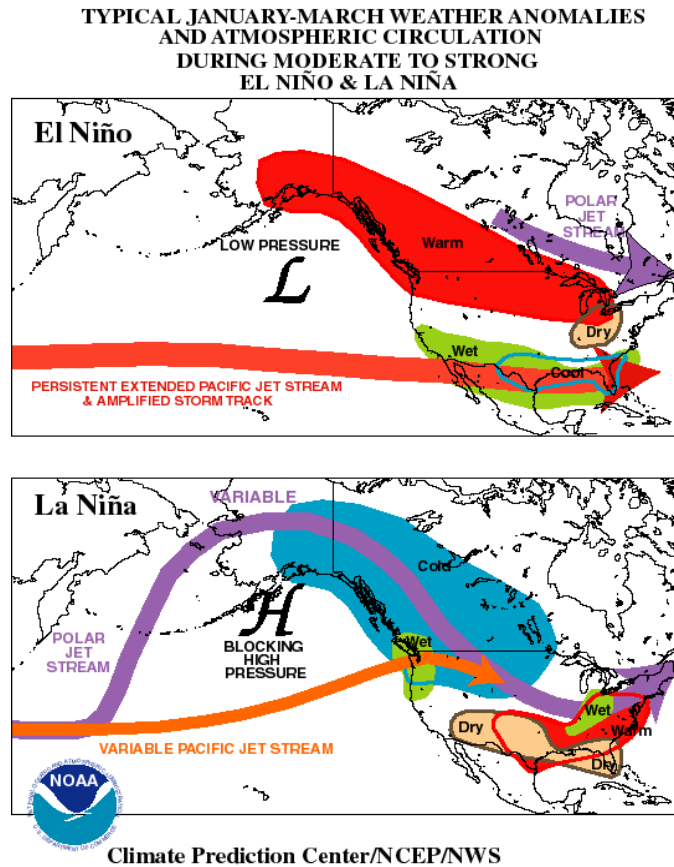 TYPICAL JANUARY-MARCH WEATHER ANOMALIES
AND ATMOSPHERIC CIRCULATION
DURING MODERATE TO STRONG
EL NIÑO & LA NIÑA
El Niño
POLAR
JET
STREAM
LOW PRESSURE
Warm
L
Dry
Wet
Cool
PERSISTENT EXTENDED PACIFIC JET STREAM
& AMPLIFIED STORM TRACK
La Niña
VARIABLE
Cold
H
POLAR
JET
STREAM
BLOCKING
HIGH
PRESSURE
Wet
Wet
Dry
Warm
VARIABLE PACIFIC JET STREAM
Dry
NOAA
Climate Prediction Center/NCEP/NWS